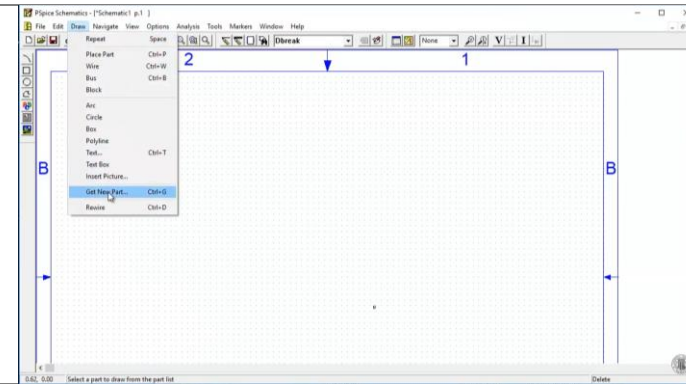 PSpice Schematics - [*Schematic1 p.1 ]
File Edit Draw Navigate View Options Analysis Tools Markers Window Help
Dbreak None V I
Repeat Space
Place Part Ctrl+P
Wire Ctrl+W
Bus Ctrl+B
Block
Arc
Circle
Box
Polyline
Text... Ctrl+T
Text Box
Insert Picture...
Get New Part... Ctrl+G
Rewire Ctrl+D
2 1
B B
0.62, 0.00 Select a part to draw from the part list Delete